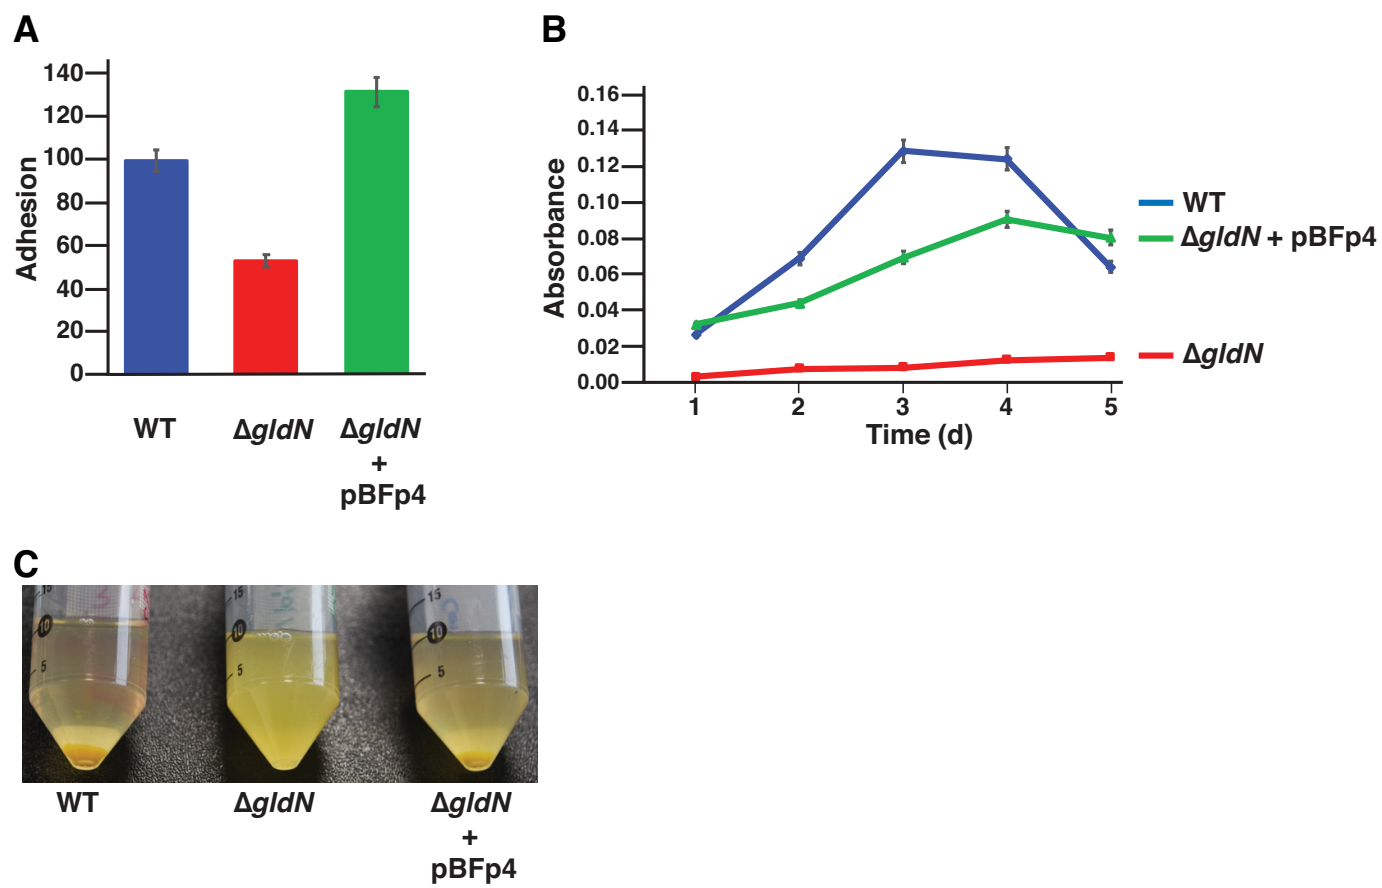 A
140
120
100
80
60
40
20
0
Adhesion
WT
ΔgldN
ΔgldN
+
pBFp4
B
0.16
0.14
0.12
0.10
0.08
0.06
0.04
0.02
0.00
Absorbance
1 2 3 4 5
Time (d)
WT
ΔgldN + pBFp4
ΔgldN
C
15 15 15
10 10 10
5 5 5
WT
ΔgldN
ΔgldN
+
pBFp4